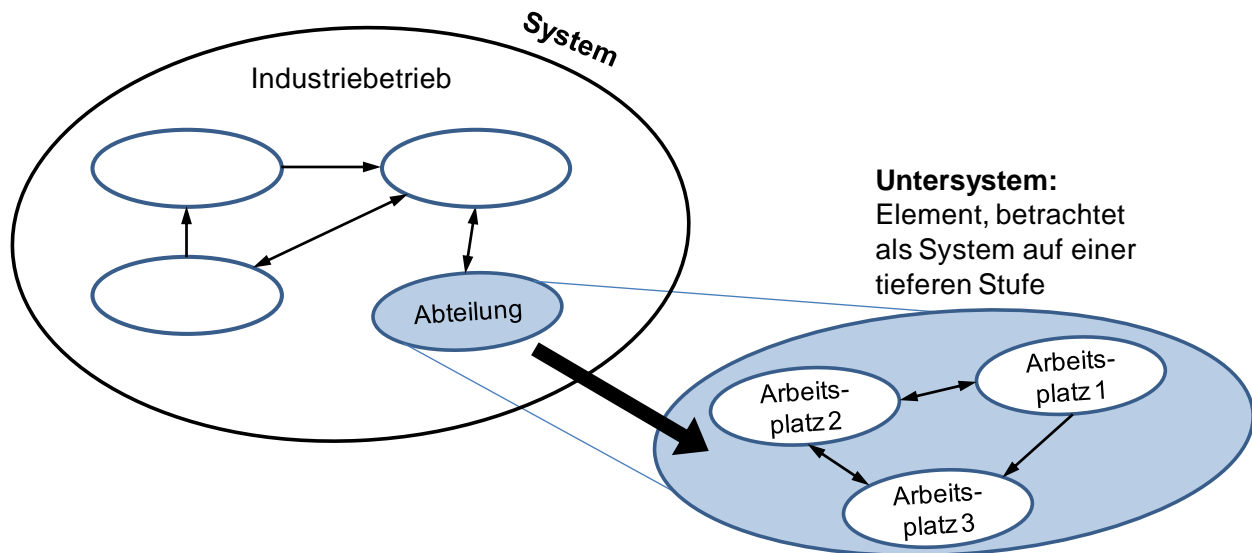 System
Industriebetrieb
Abteilung
Untersystem:
Element, betrachtet
als System auf einer
tieferen Stufe
Arbeits-
platz 1
Arbeits-
platz 2
Arbeits-
platz 3